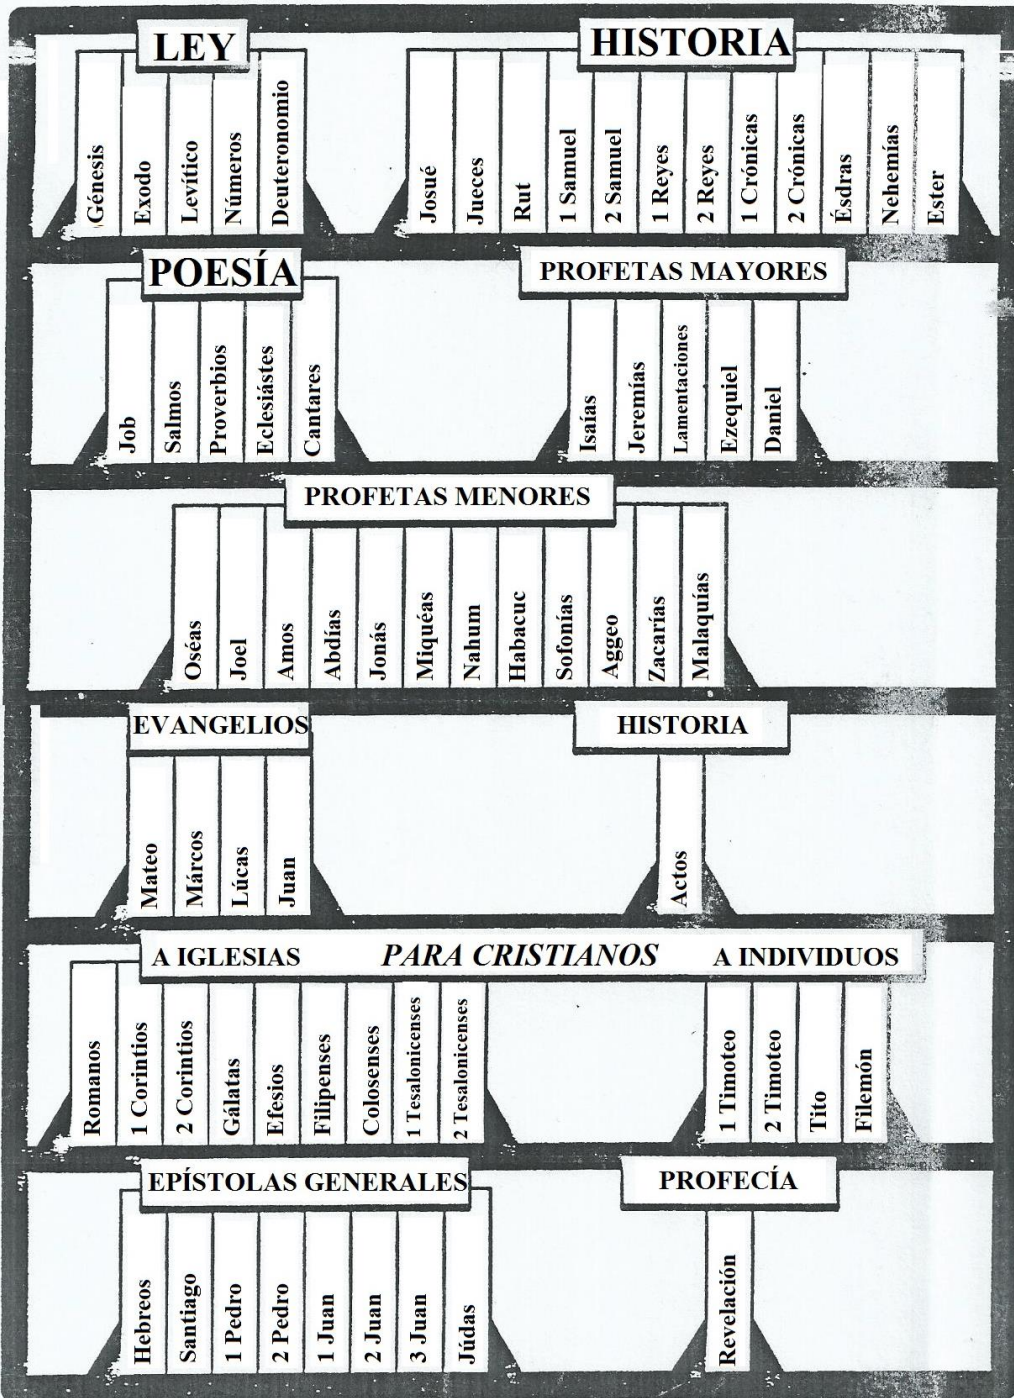 LEY
Génesis
Exodo
Levítico
Números
Deuteronomio
HISTORIA
Josué
Jueces
Rut
1 Samuel
2 Samuel
1 Reyes
2 Reyes
1 Crónicas
2 Crónicas
Ésdras
Nehemías
Ester
POESÍA
Job
Salmos
Proverbios
Eclesiástes
Cantares
PROFETAS MAYORES
Isaías
Jeremías
Lamentaciones
Ezequiel
Daniel
PROFETAS MENORES
Oséas
Joel
Amos
Abdías
Jonás
Miquéas
Nahum
Habacuc
Sofonías
Aggeo
Zacarías
Malaquías
EVANGELIOS
Mateo
Márcos
Lúcas
Juan
HISTORIA
Actos
A IGLESIAS PARA CRISTIANOS A INDIVIDUOS
Romanos
1 Corintios
2 Corintios
Gálatas
Efesios
Filipenses
Colosenses
1 Tesalonicenses
2 Tesalonicenses
1 Timoteo
2 Timoteo
Tito
Filemón
EPÍSTOLAS GENERALES
Hebreos
Santiago
1 Pedro
2 Pedro
1 Juan
2 Juan
3 Juan
Júdas
PROFECÍA
Revelación